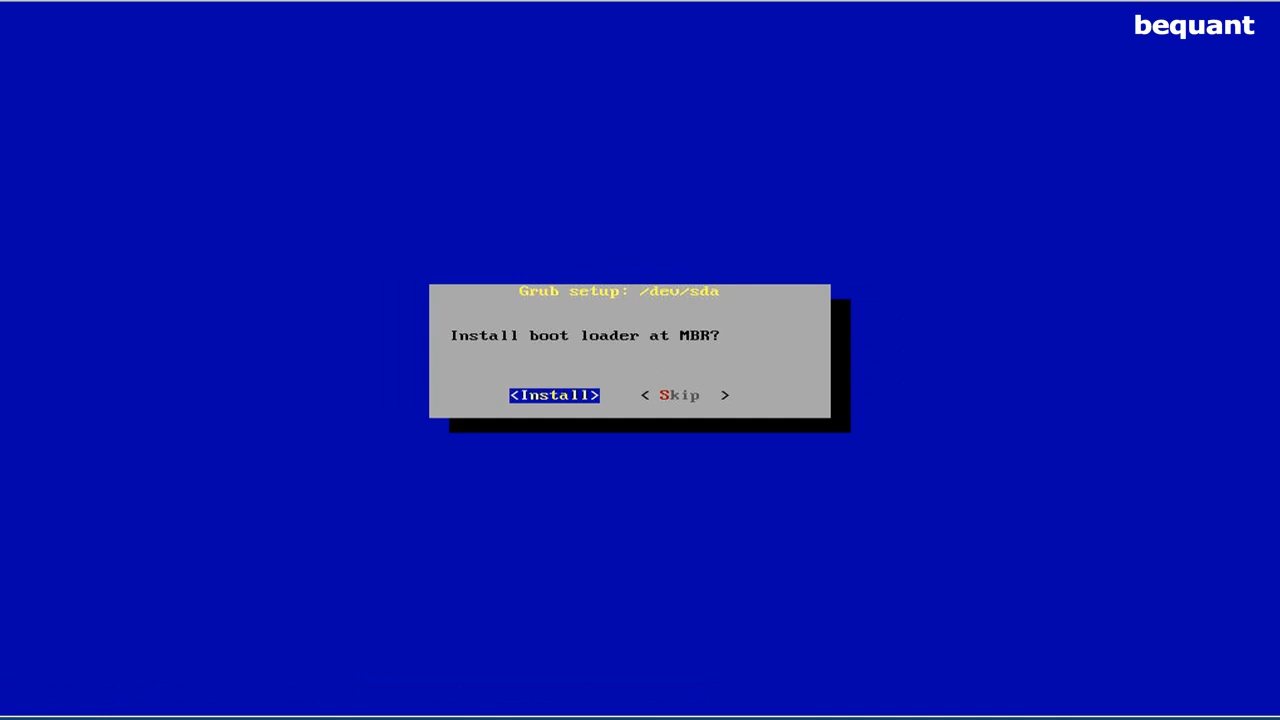 bequant
Grub setup: /dev/sda
Install boot loader at MBR?
<Install> < Skip >